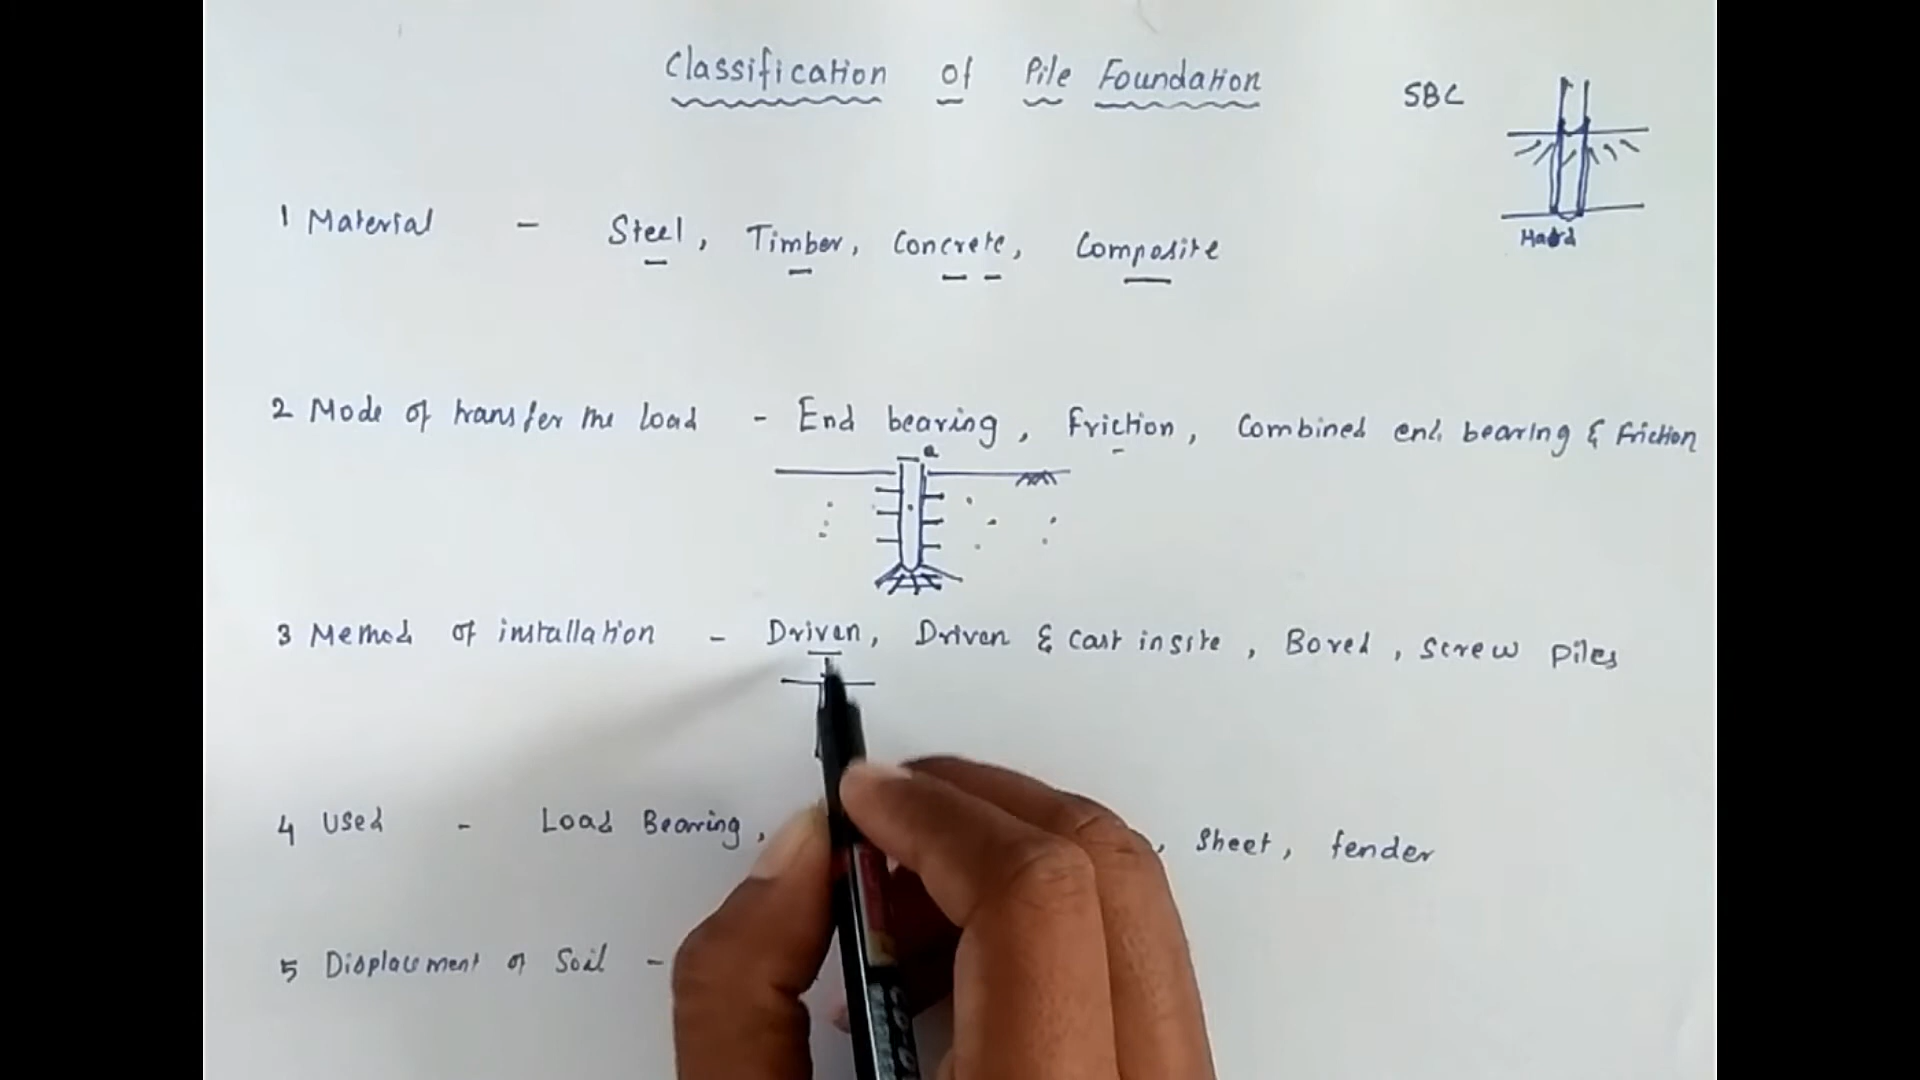 Classification of Pile Foundation
SBC
Hard
1 Material - Steel, Timber, Concrete, Composite
2 Mode of transfer the load - End bearing, Friction, Combined end bearing & friction
3 Method of installation - Driven, Driven & cast insite, Bored, Screw Piles
4 Used - Load Bearing, , Sheet, fender
5 Displacement of Soil -